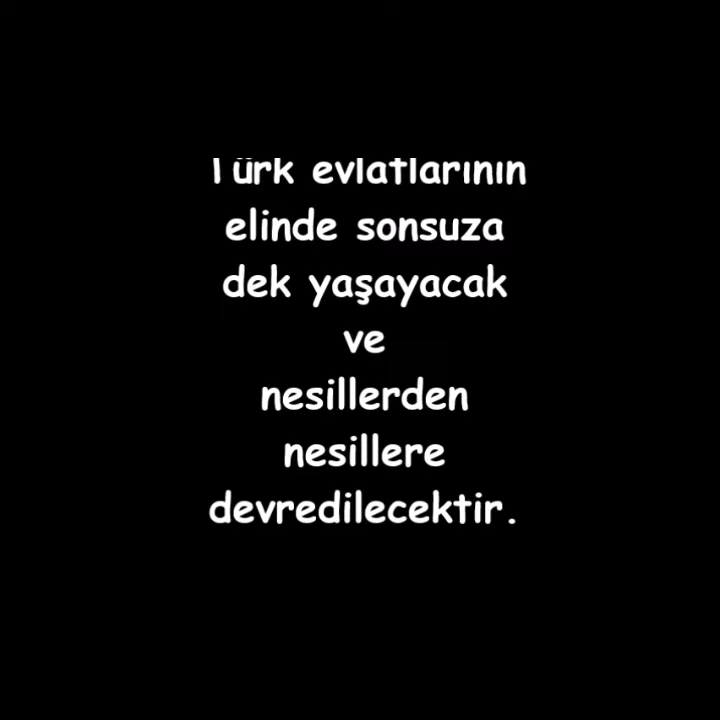 Türk evlatlarının
elinde sonsuza
dek yaşayacak
ve
nesillerden
nesillere
devredilecektir.